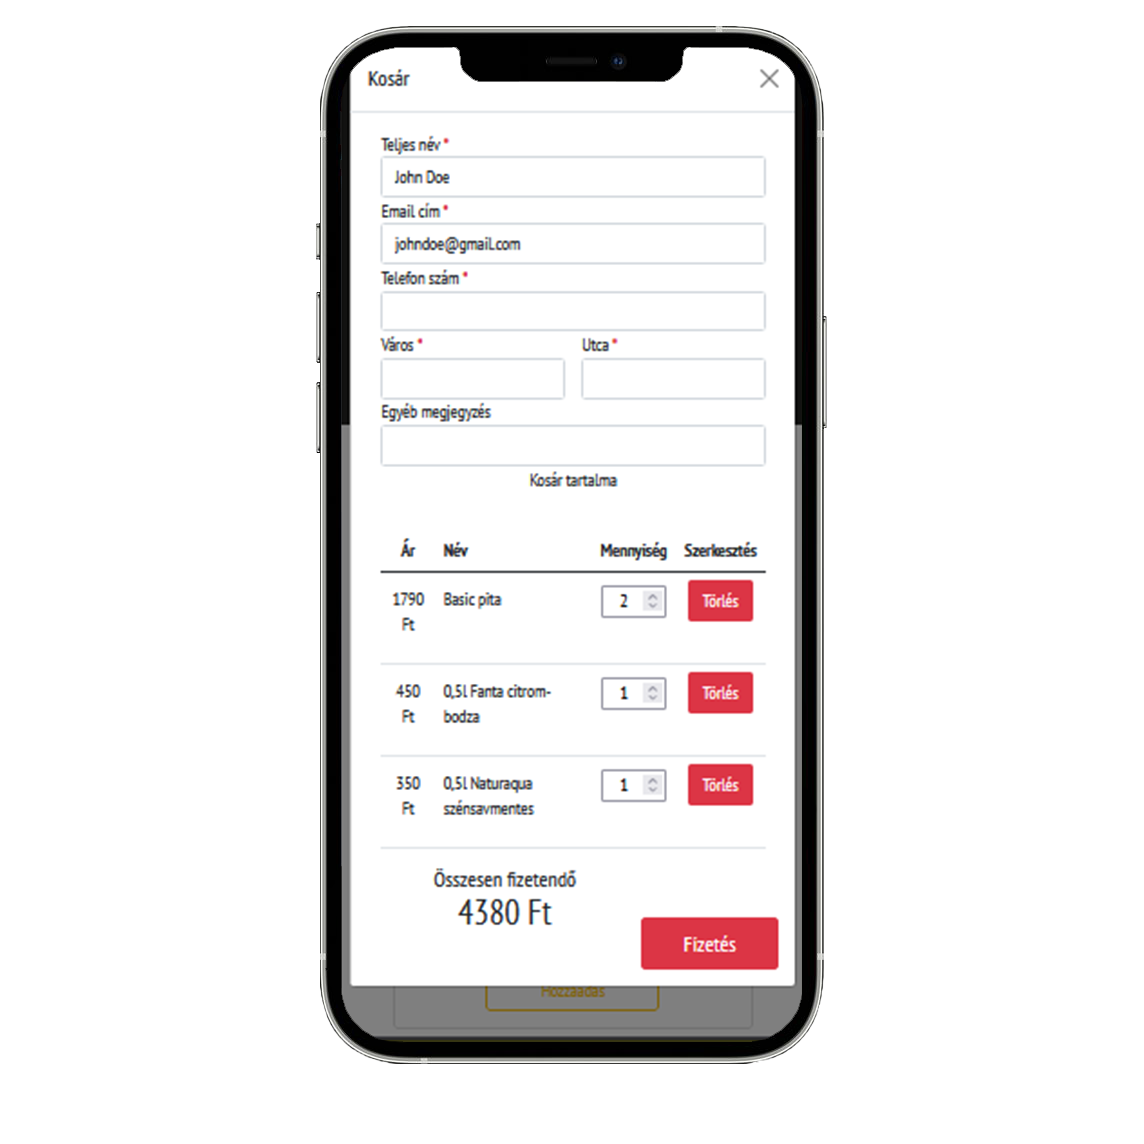 Kosár
Teljes név *
John Doe
Email cím *
johndoe@gmail.com
Telefon szám *
Város * Utca *
Egyéb megjegyzés
Kosár tartalma
Ár Név Mennyiség Szerkesztés
1790 Basic pita 2 Törlés
Ft
450 0,5l Fanta citrom- 1 Törlés
Ft bodza
350 0,5l Naturaqua 1 Törlés
Ft szénsavmentes
Összesen fizetendő
4380 Ft
Fizetés
Hozzáadás